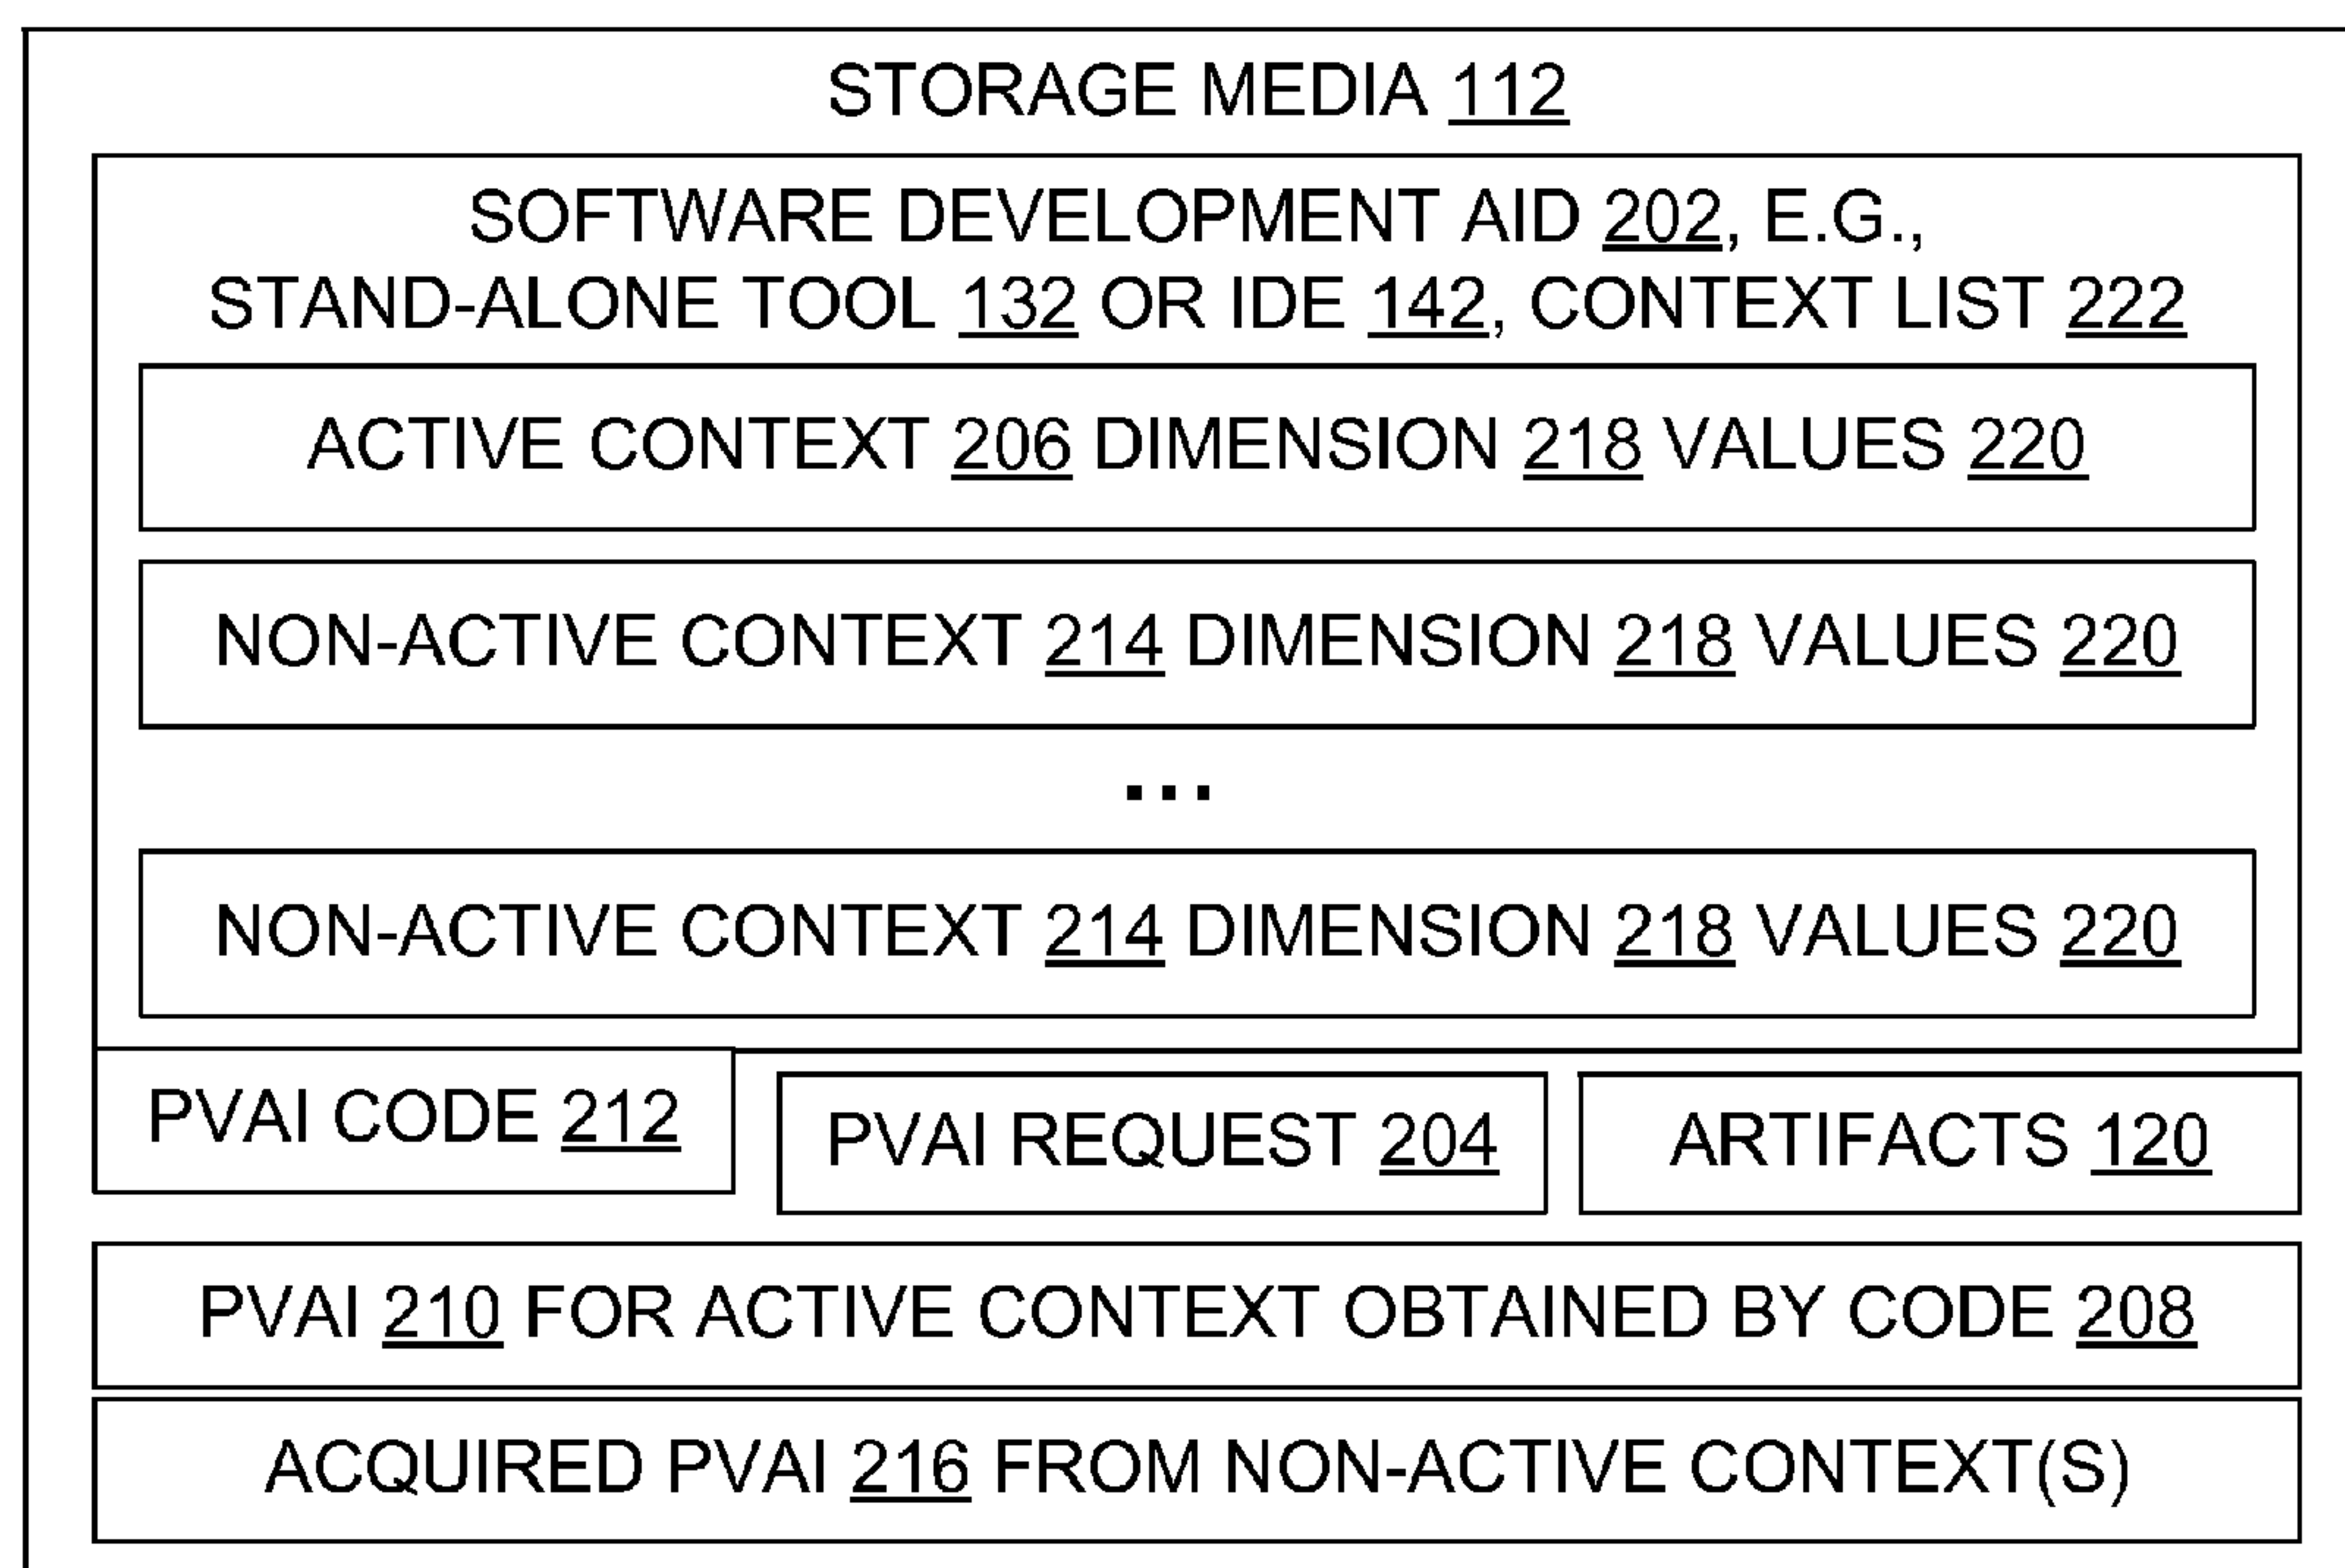 STORAGE MEDIA 112
SOFTWARE DEVELOPMENT AID 202, E.G.,
STAND-ALONE TOOL 132 OR IDE 142, CONTEXT LIST 222
ACTIVE CONTEXT 206 DIMENSION 218 VALUES 220
NON-ACTIVE CONTEXT 214 DIMENSION 218 VALUES 220
...
NON-ACTIVE CONTEXT 214 DIMENSION 218 VALUES 220
PVAI CODE 212
PVAI REQUEST 204
ARTIFACTS 120
PVAI 210 FOR ACTIVE CONTEXT OBTAINED BY CODE 208
ACQUIRED PVAI 216 FROM NON-ACTIVE CONTEXT(S)